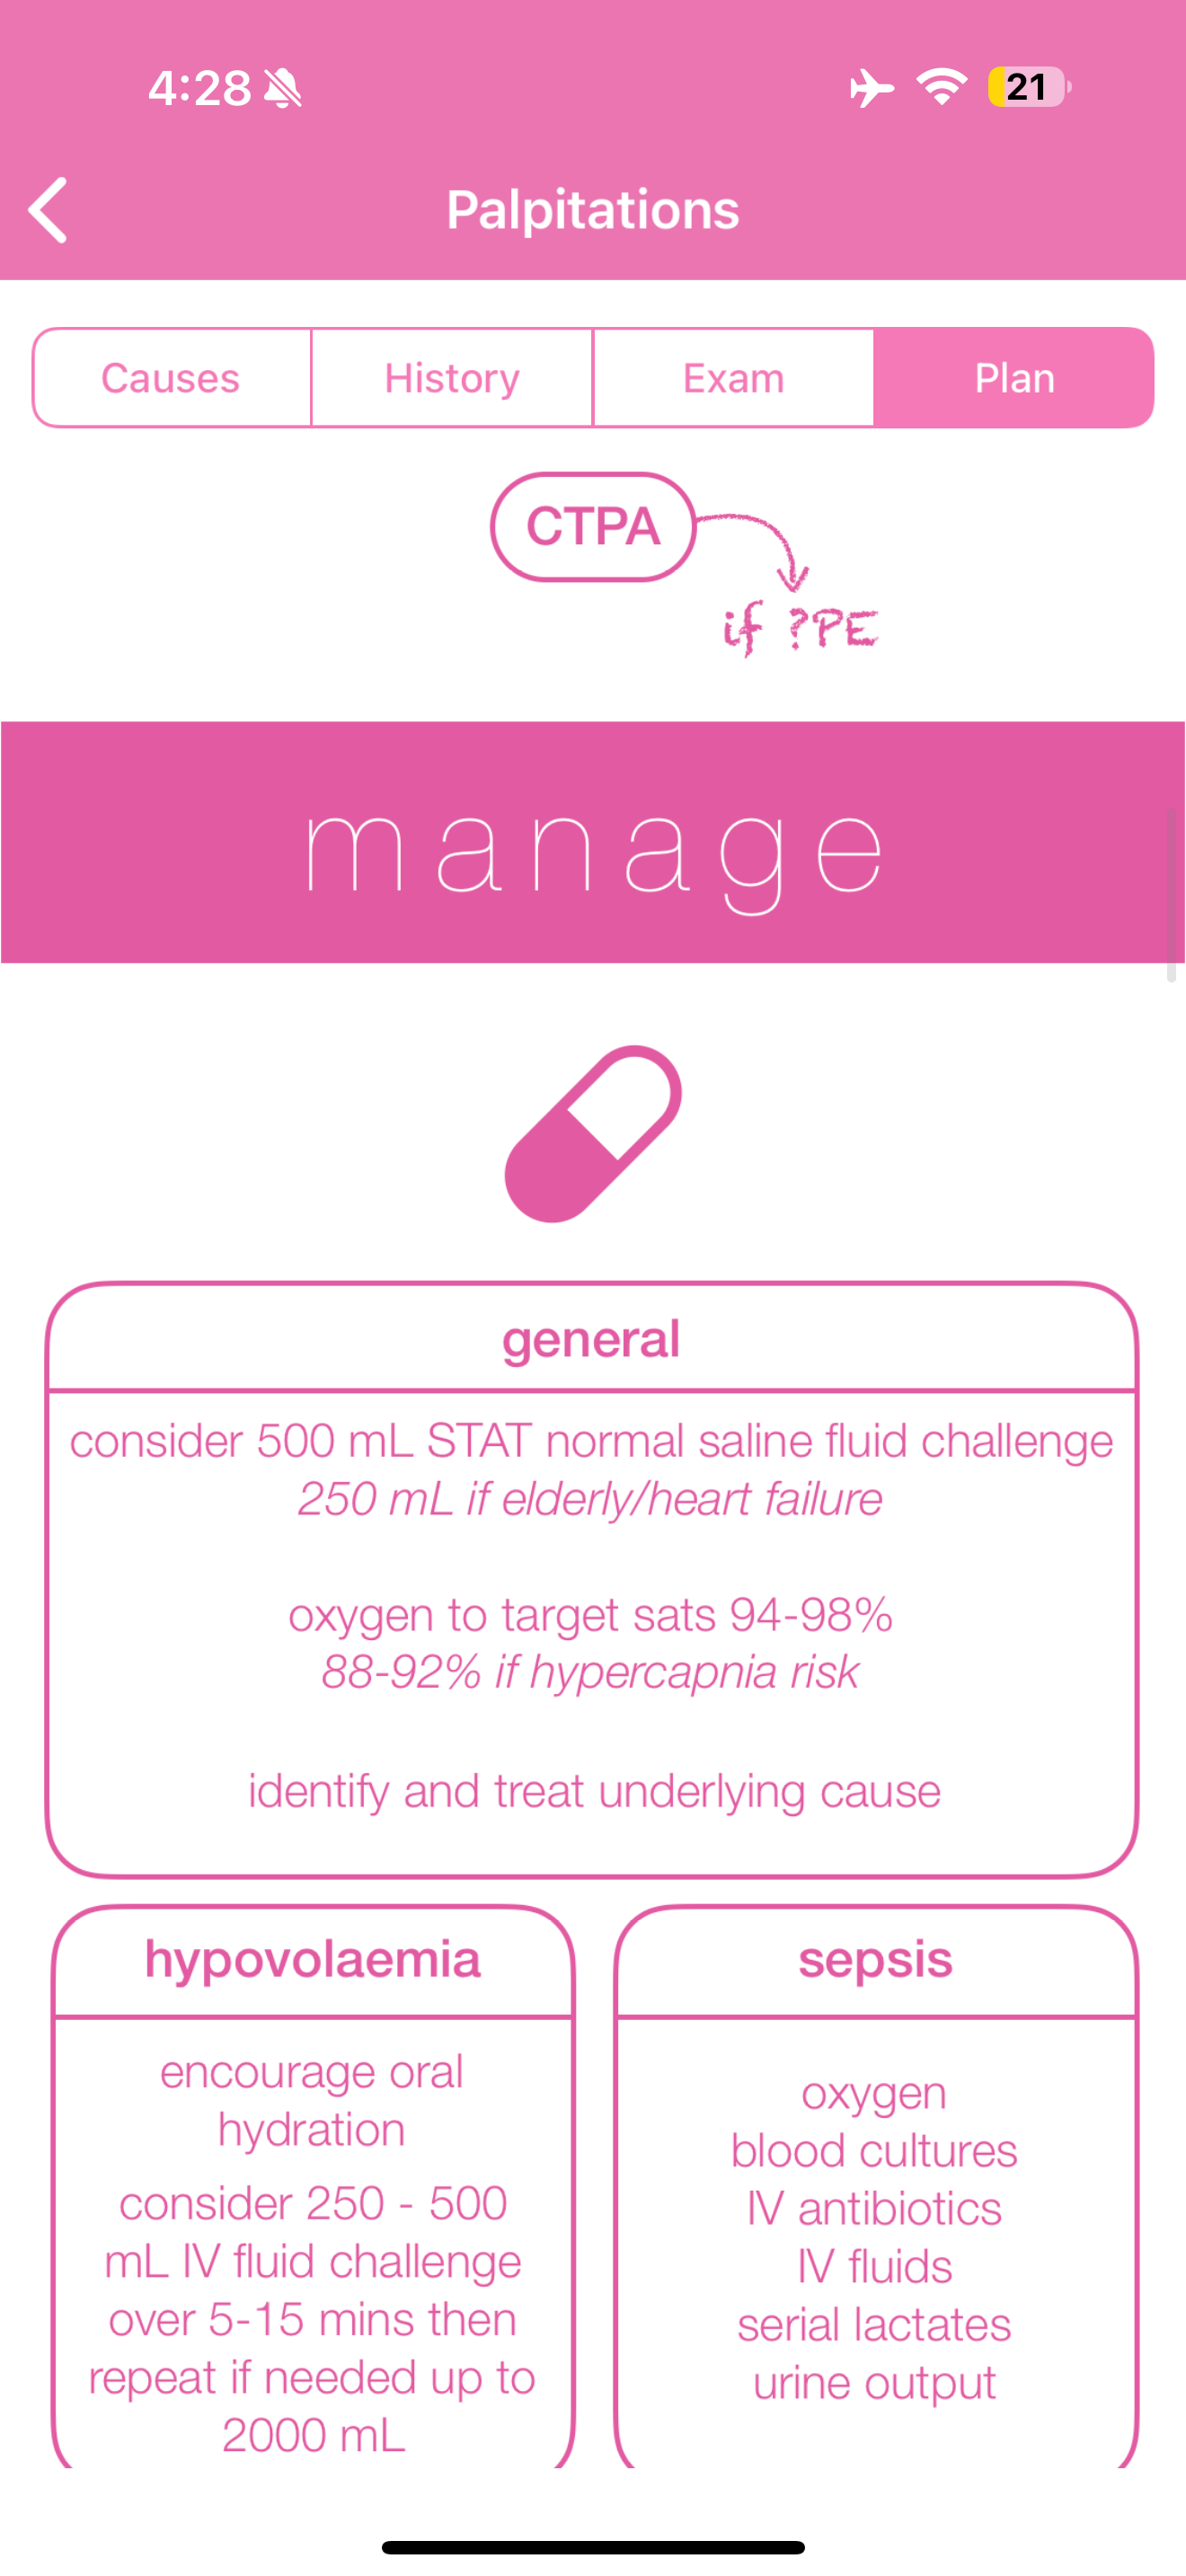 4:28
21
Palpitations
Causes History Exam Plan
CTPA
if ?PE
manage
general
consider 500 mL STAT normal saline fluid challenge
250 mL if elderly/heart failure
oxygen to target sats 94-98%
88-92% if hypercapnia risk
identify and treat underlying cause
hypovolaemia
encourage oral
hydration
consider 250 - 500
mL IV fluid challenge
over 5-15 mins then
repeat if needed up to
2000 mL
sepsis
oxygen
blood cultures
IV antibiotics
IV fluids
serial lactates
urine output